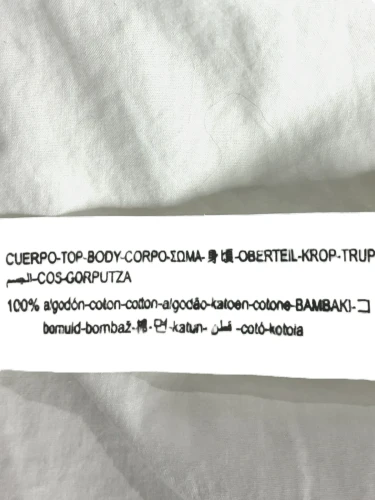 CUERPO-TOP-BODY-CORPO-ΣΩΜΑ-身頃-OBERTEIL-KROP-TRUP
الجسم-COS-GORPUTZA
100% algodón-coton-cotton-algodão-katoen-cotone-BAMBAKI-コ
bomuld-bombaž-棉-면-katun- قطن -cotó-kotoia